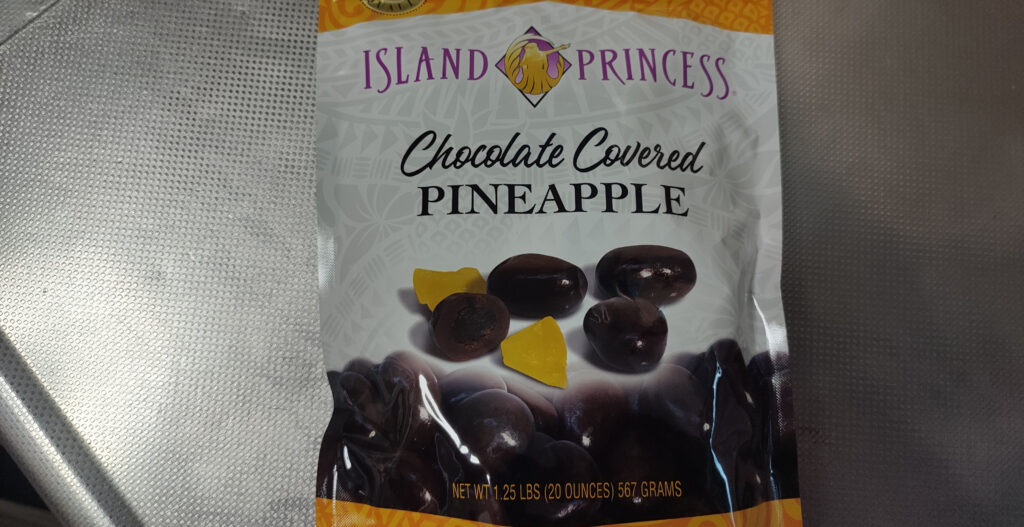 ISLAND PRINCESS
Chocolate Covered
PINEAPPLE
NET WT 1.25 LBS (20 OUNCES) 567 GRAMS